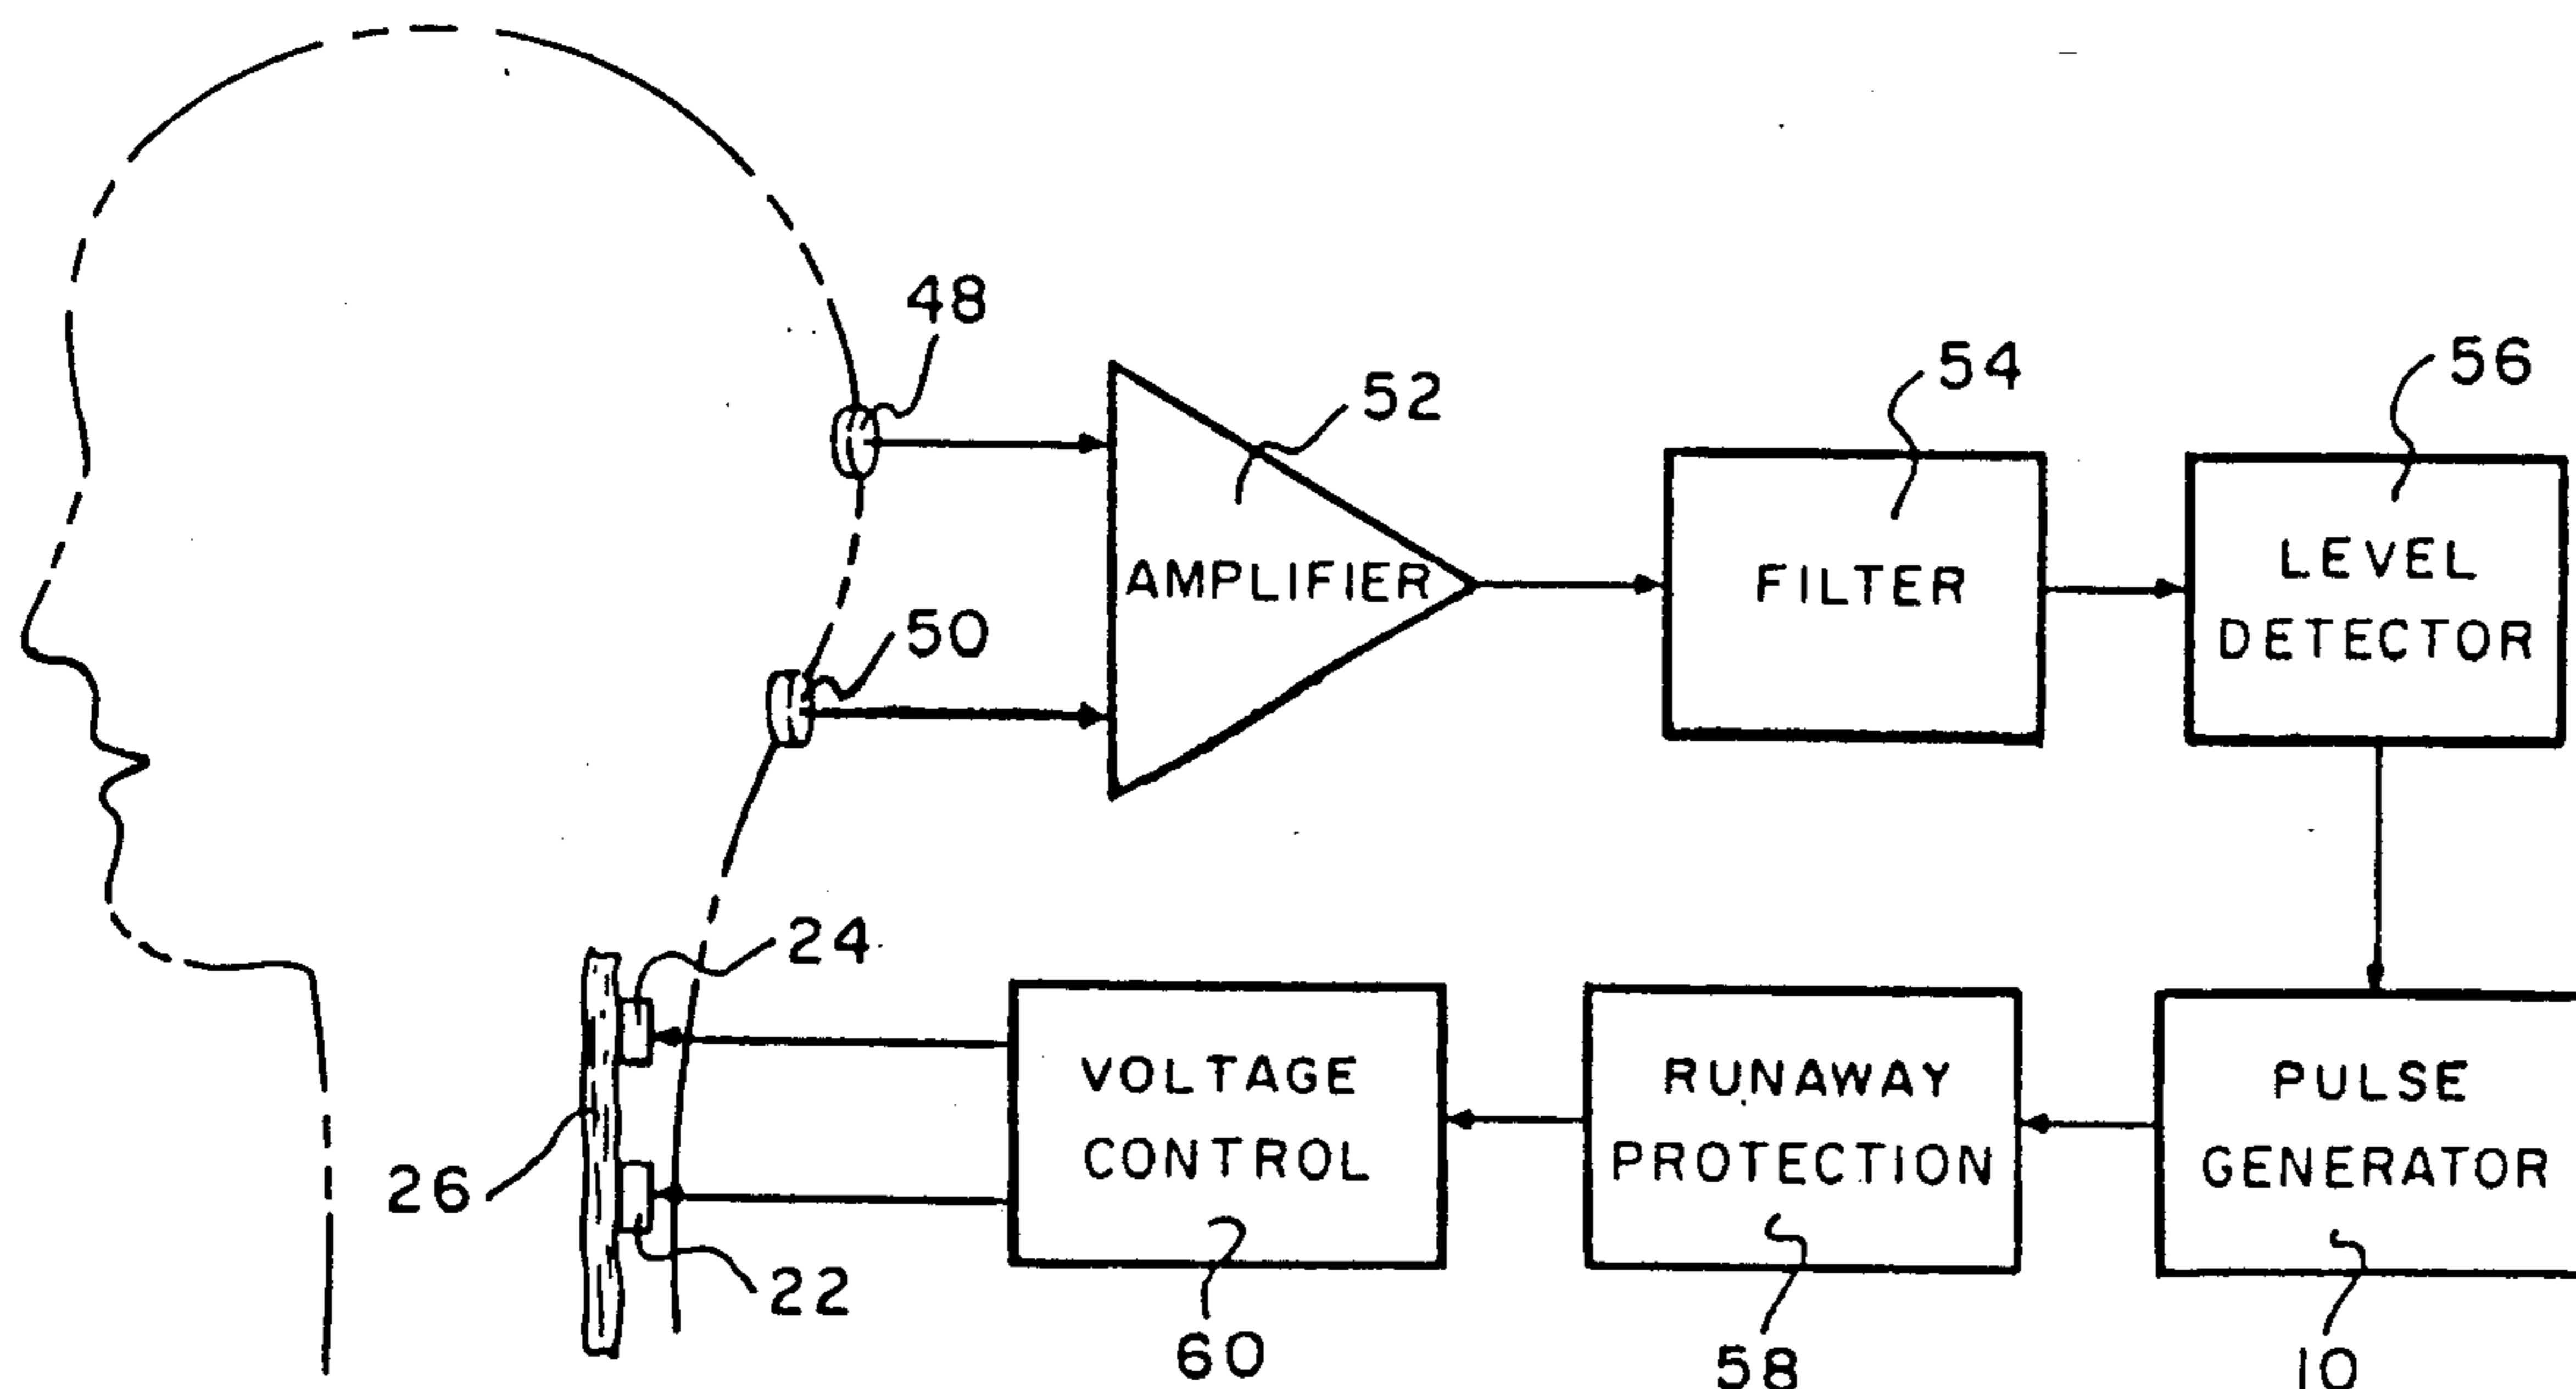 48
52
54
56
AMPLIFIER
FILTER
LEVEL
DETECTOR
50
24
26
22
VOLTAGE
CONTROL
60
RUNAWAY
PROTECTION
58
PULSE
GENERATOR
10